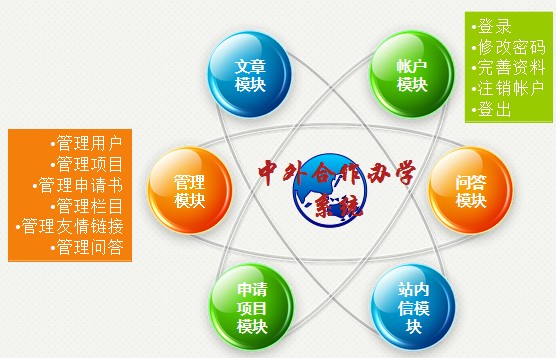 •登录
•修改密码
•完善资料
•注销帐户
•登出
文章
模块
帐户
模块
•管理用户
•管理项目
•管理申请书
•管理栏目
•管理友情链接
•管理问答
管理
模块
中外合作办学
系统
问答
模块
申请
项目
模块
站内
信模
块